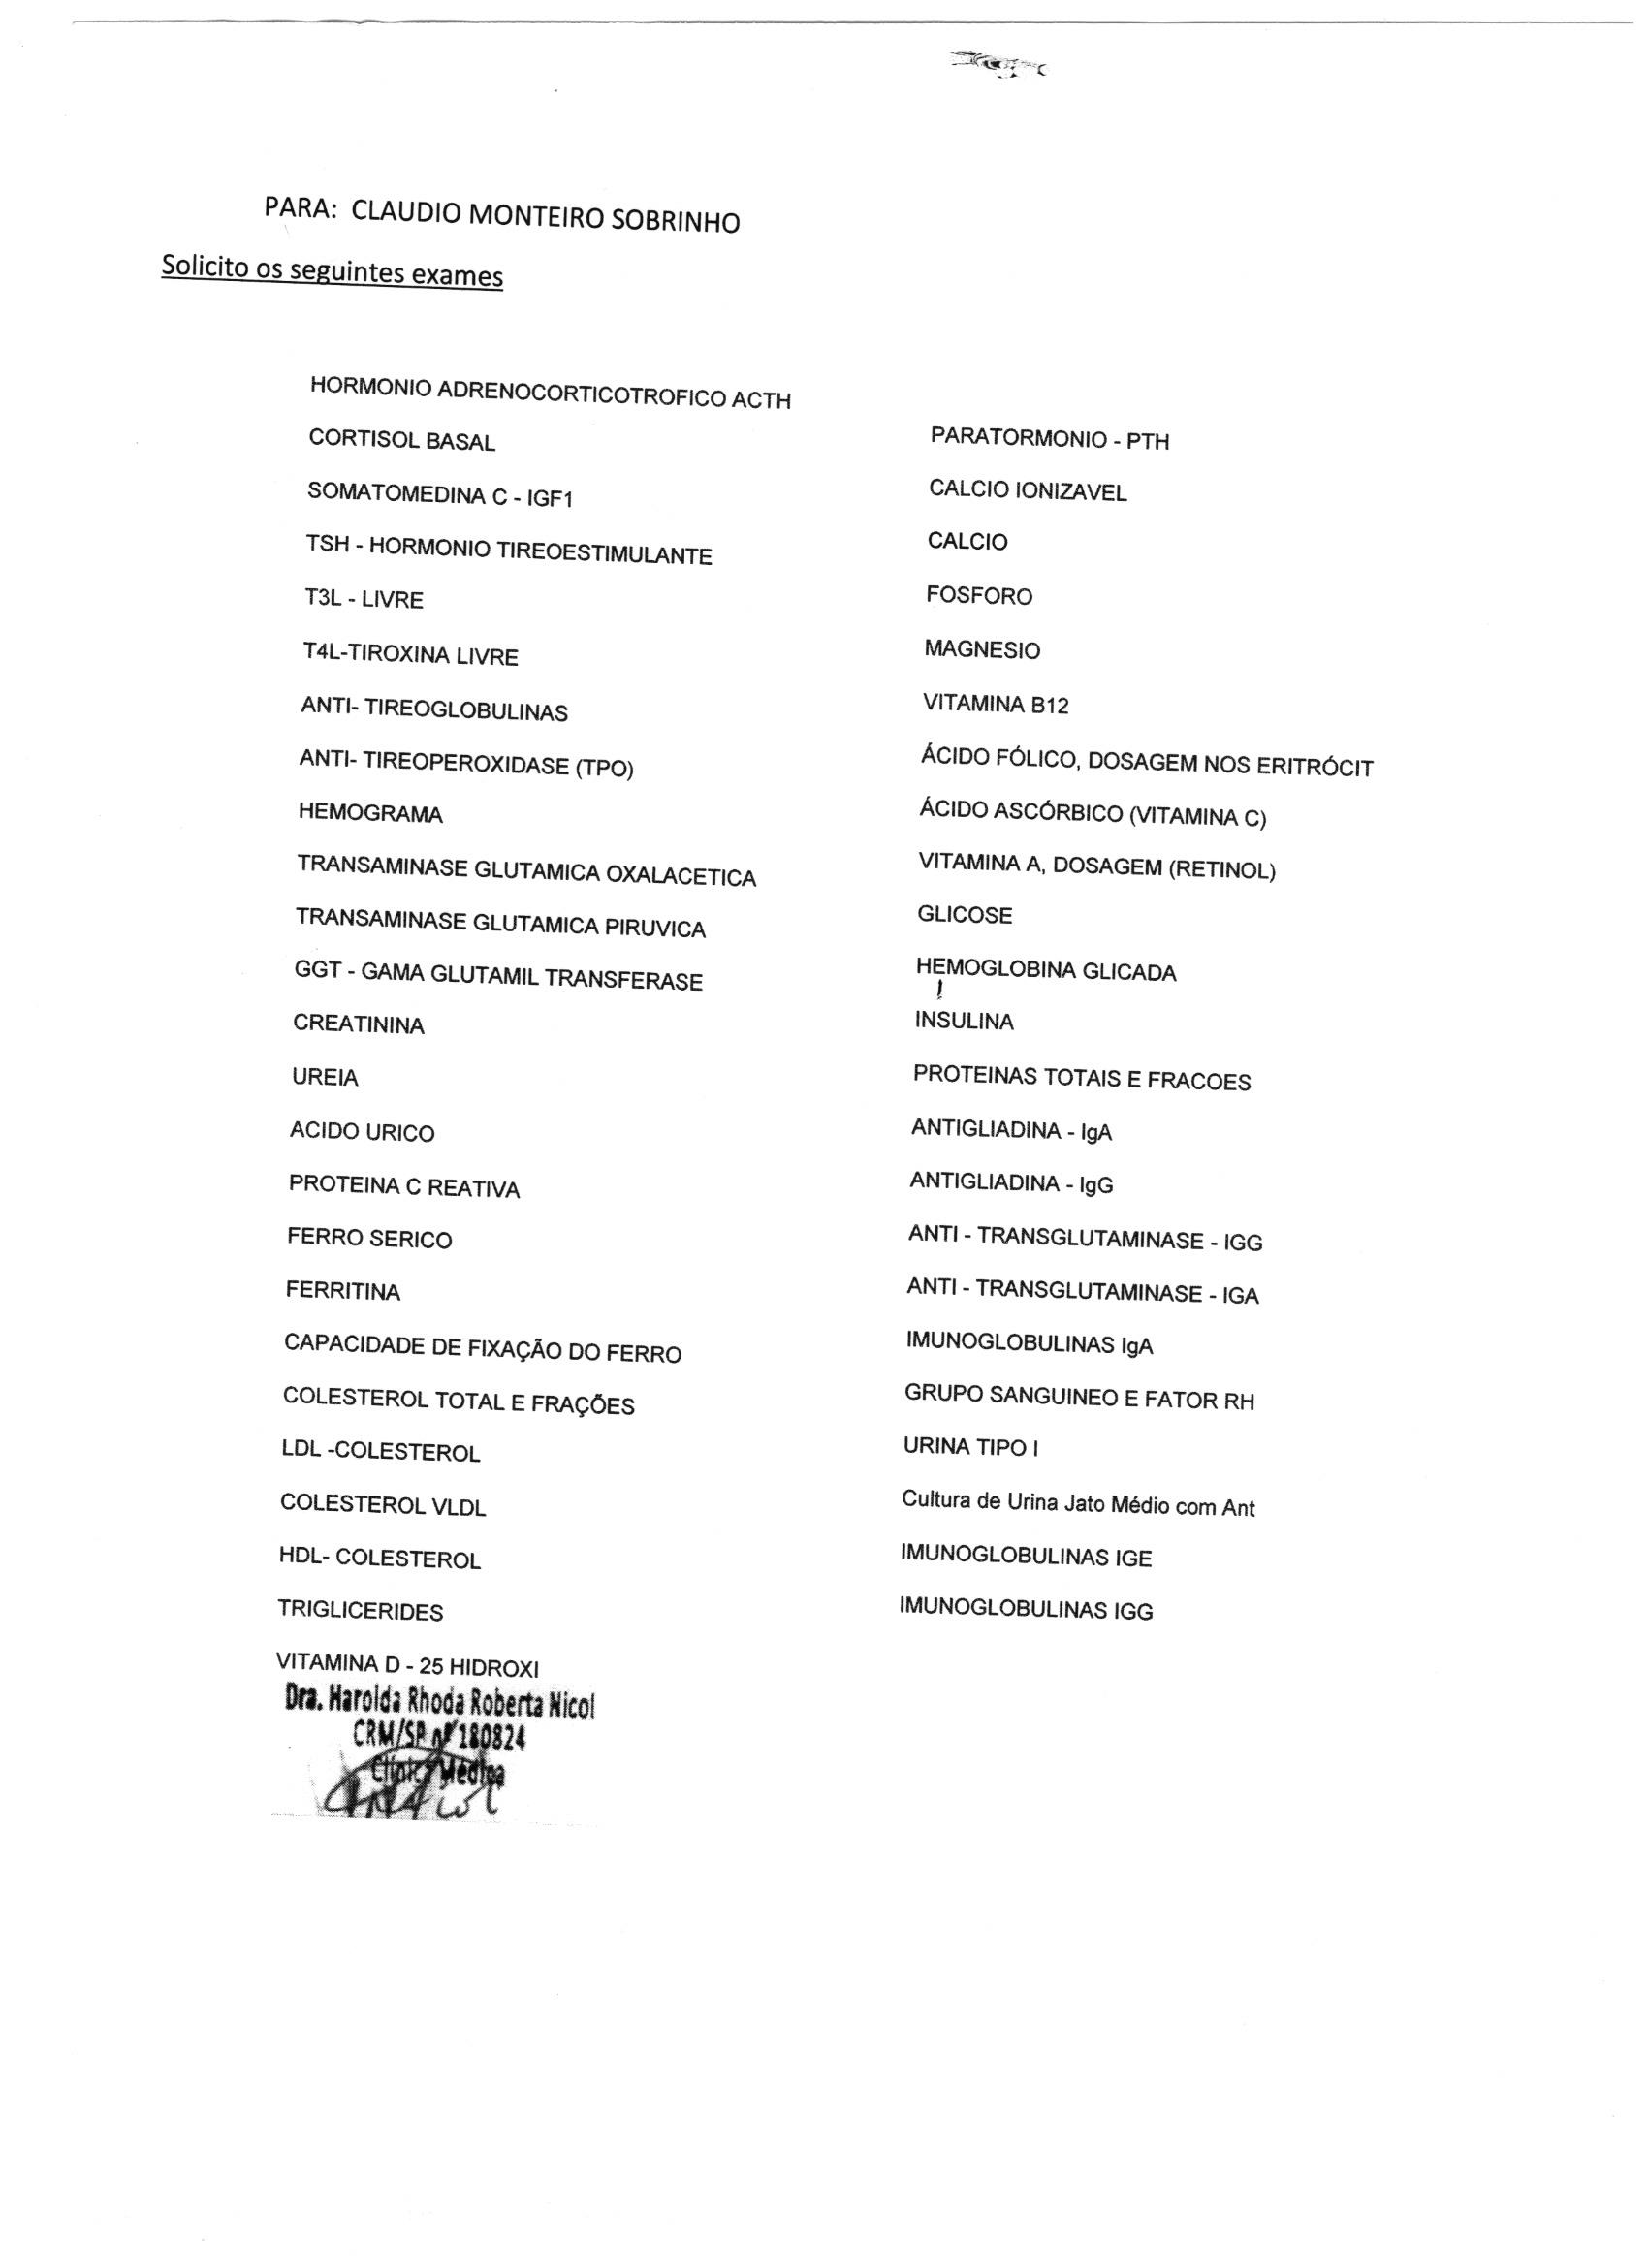 PARA: CLAUDIO MONTEIRO SOBRINHO
Solicito os seguintes exames
HORMONIO ADRENOCORTICOTROFICO ACTH
CORTISOL BASAL
SOMATOMEDINA C - IGF1
TSH - HORMONIO TIREOESTIMULANTE
T3L - LIVRE
T4L-TIROXINA LIVRE
ANTI- TIREOGLOBULINAS
ANTI- TIREOPEROXIDASE (TPO)
HEMOGRAMA
TRANSAMINASE GLUTAMICA OXALACETICA
TRANSAMINASE GLUTAMICA PIRUVICA
GGT - GAMA GLUTAMIL TRANSFERASE
CREATININA
UREIA
ACIDO URICO
PROTEINA C REATIVA
FERRO SERICO
FERRITINA
CAPACIDADE DE FIXAÇÃO DO FERRO
COLESTEROL TOTAL E FRAÇÕES
LDL -COLESTEROL
COLESTEROL VLDL
HDL- COLESTEROL
TRIGLICERIDES
VITAMINA D - 25 HIDROXI
PARATORMONIO - PTH
CALCIO IONIZAVEL
CALCIO
FOSFORO
MAGNESIO
VITAMINA B12
ÁCIDO FÓLICO, DOSAGEM NOS ERITRÓCIT
ÁCIDO ASCÓRBICO (VITAMINA C)
VITAMINA A, DOSAGEM (RETINOL)
GLICOSE
HEMOGLOBINA GLICADA
INSULINA
PROTEINAS TOTAIS E FRACOES
ANTIGLIADINA - IgA
ANTIGLIADINA - IgG
ANTI - TRANSGLUTAMINASE - IGG
ANTI - TRANSGLUTAMINASE - IGA
IMUNOGLOBULINAS IgA
GRUPO SANGUINEO E FATOR RH
URINA TIPO I
Cultura de Urina Jato Médio com Ant
IMUNOGLOBULINAS IGE
IMUNOGLOBULINAS IGG
Dra. Harolda Rhoda Roberta Nicol
CRM/SP nº 180824
Clínica Médica